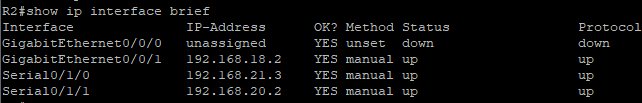 R2#show ip interface brief
Interface IP-Address OK? Method Status Protocol
GigabitEthernet0/0/0 unassigned YES unset down down
GigabitEthernet0/0/1 192.168.18.2 YES manual up up
Serial0/1/0 192.168.21.3 YES manual up up
Serial0/1/1 192.168.20.2 YES manual up up